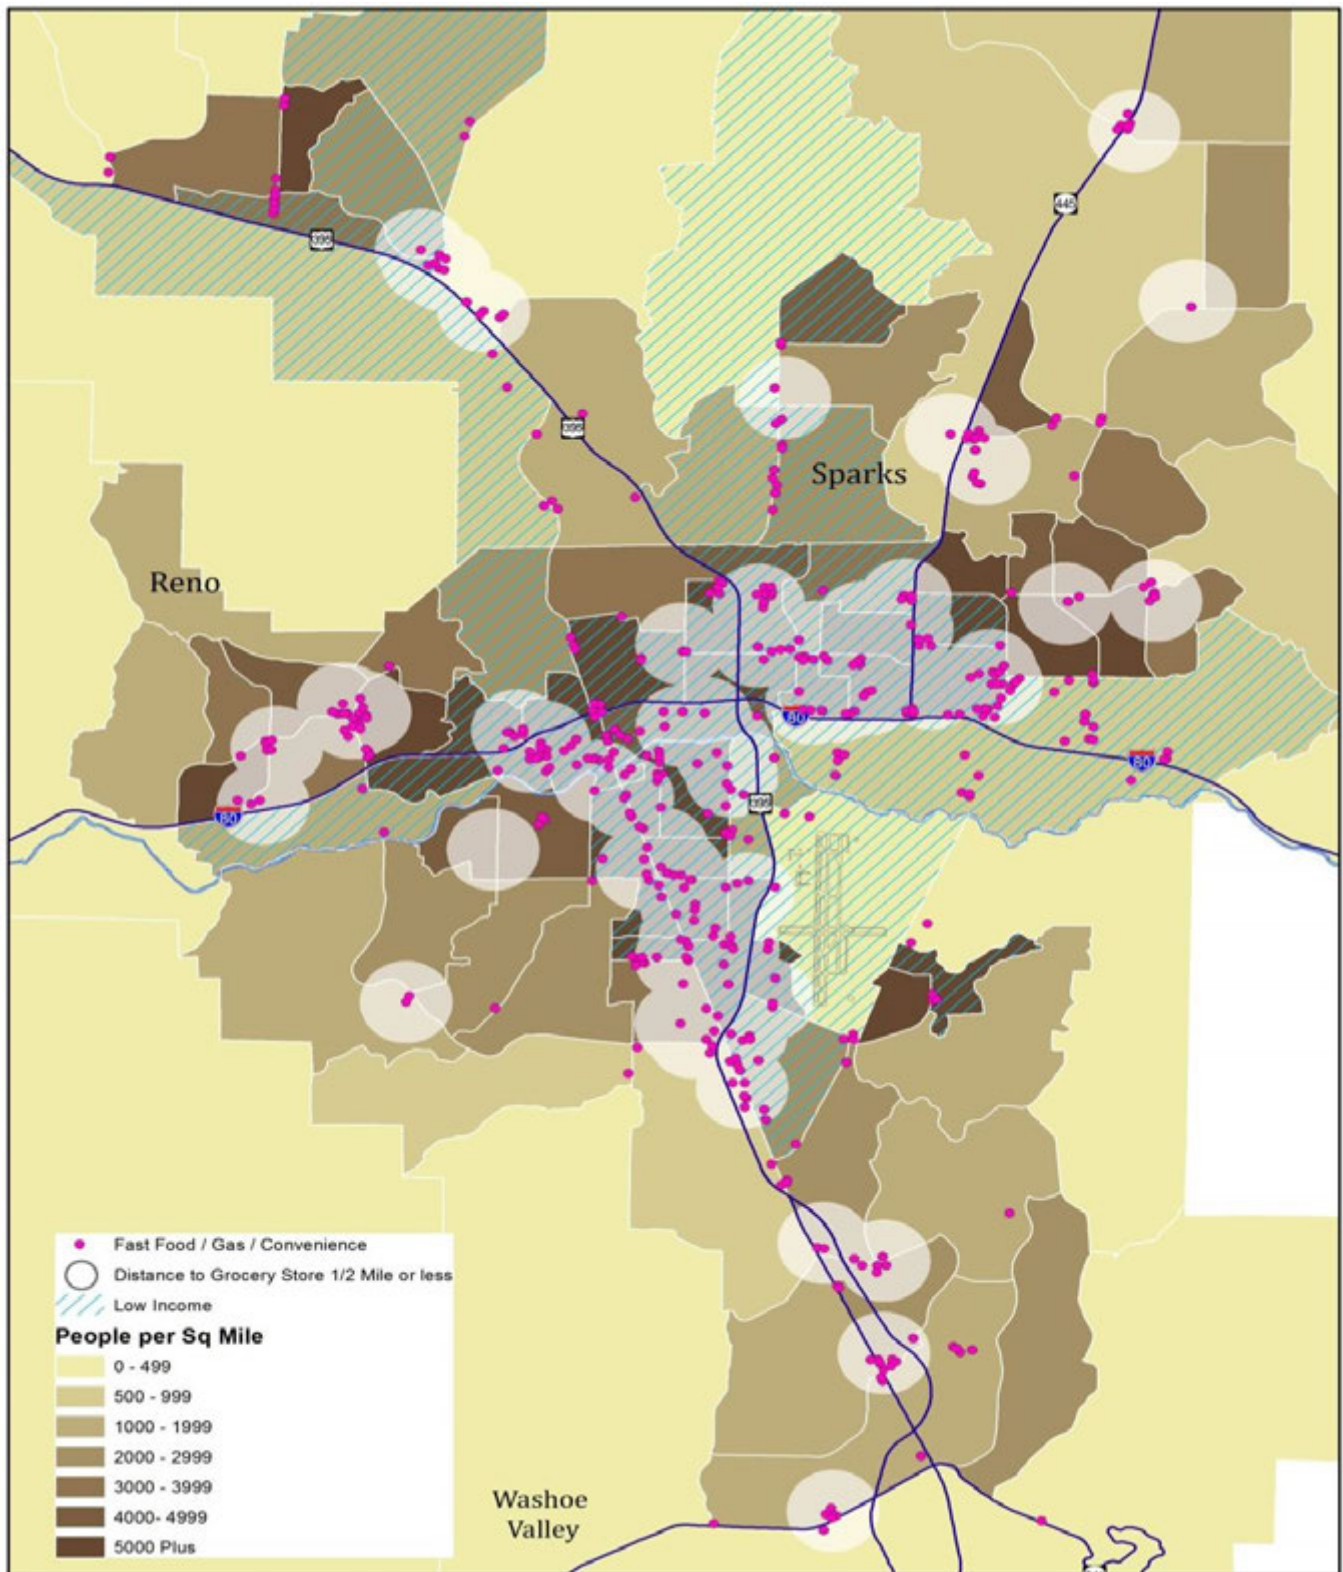 445
395
395
Sparks
Reno
80
80
80
395
Fast Food / Gas / Convenience
Distance to Grocery Store 1/2 Mile or less
Low Income
People per Sq Mile
0 - 499
500 - 999
1000 - 1999
2000 - 2999
3000 - 3999
4000- 4999
5000 Plus
Washoe
Valley